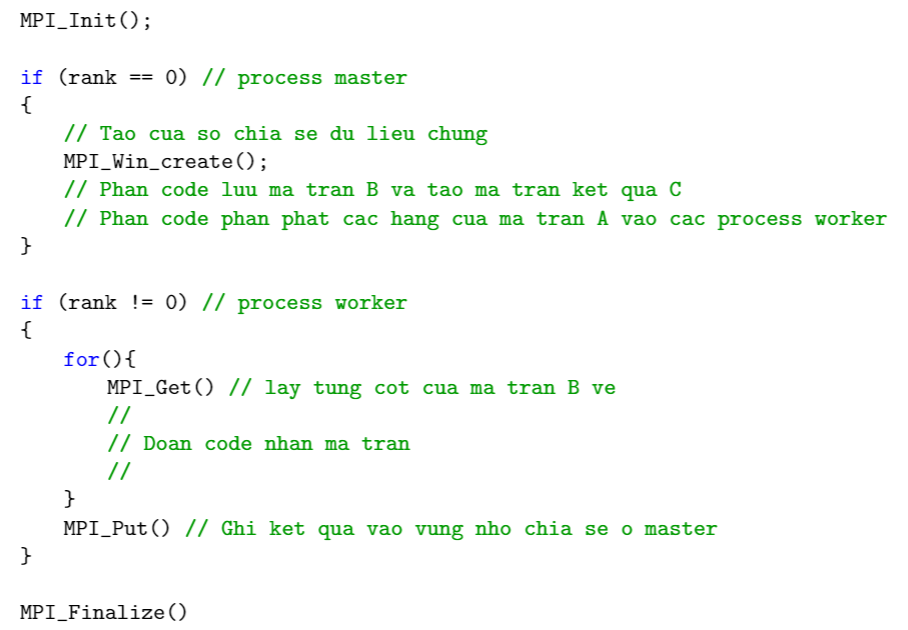 MPI_Init();
if (rank == 0) // process master
{
// Tao cua so chia se du lieu chung
MPI_Win_create();
// Phan code luu ma tran B va tao ma tran ket qua C
// Phan code phan phat cac hang cua ma tran A vao cac process worker
}
if (rank != 0) // process worker
{
for(){
MPI_Get() // lay tung cot cua ma tran B ve
//
// Doan code nhan ma tran
//
}
MPI_Put() // Ghi ket qua vao vung nho chia se o master
}
MPI_Finalize()